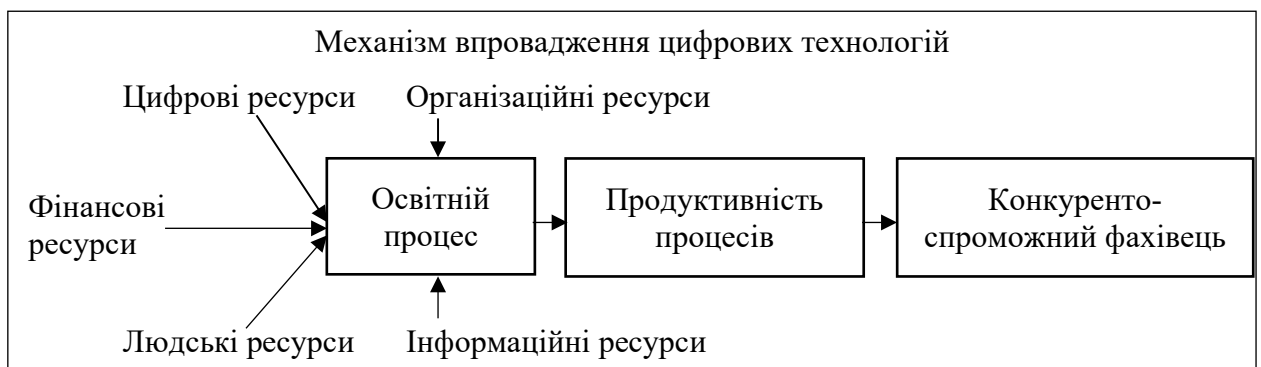 Механізм впровадження цифрових технологій
Цифрові ресурси
Організаційні ресурси
Фінансові
ресурси
Освітній
процес
Продуктивність
процесів
Конкуренто-
спроможний фахівець
Людські ресурси
Інформаційні ресурси